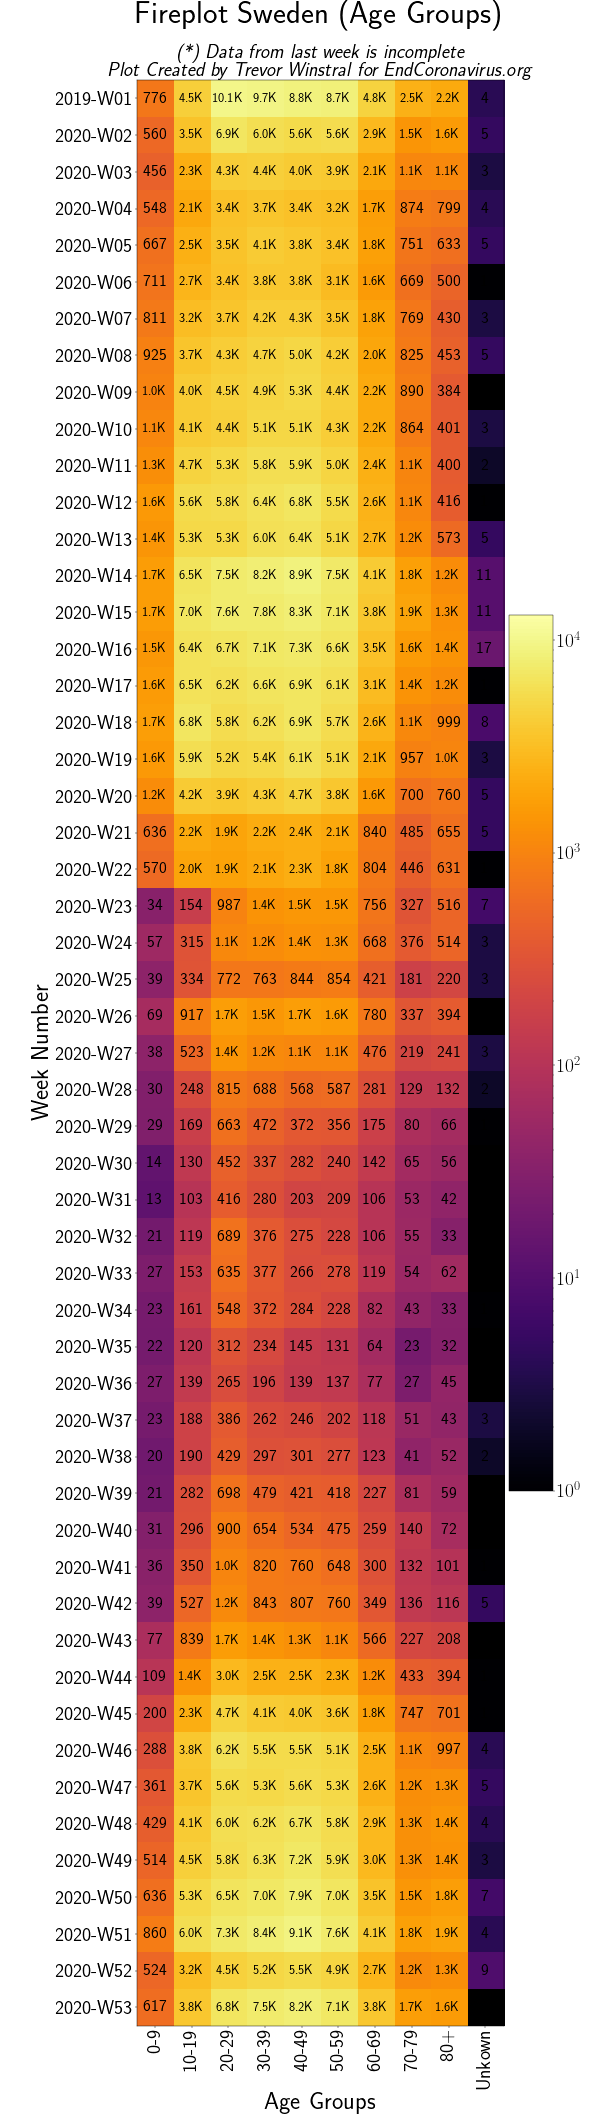 Fireplot Sweden (Age Groups)
(*) Data from last week is incomplete
Plot Created by Trevor Winstral for EndCoronavirus.org
2019-W01 776 4.5K 10.1K 9.7K 8.8K 8.7K 4.8K 2.5K 2.2K 4
2020-W02 560 3.5K 6.9K 6.0K 5.6K 5.6K 2.9K 1.5K 1.6K 5
2020-W03 456 2.3K 4.3K 4.4K 4.0K 3.9K 2.1K 1.1K 1.1K 3
2020-W04 548 2.1K 3.4K 3.7K 3.4K 3.2K 1.7K 874 799 4
2020-W05 667 2.5K 3.5K 4.1K 3.8K 3.4K 1.8K 751 633 5
2020-W06 711 2.7K 3.4K 3.8K 3.8K 3.1K 1.6K 669 500
2020-W07 811 3.2K 3.7K 4.2K 4.3K 3.5K 1.8K 769 430 3
2020-W08 925 3.7K 4.3K 4.7K 5.0K 4.2K 2.0K 825 453 5
2020-W09 1.0K 4.0K 4.5K 4.9K 5.3K 4.4K 2.2K 890 384
2020-W10 1.1K 4.1K 4.4K 5.1K 5.1K 4.3K 2.2K 864 401 3
2020-W11 1.3K 4.7K 5.3K 5.8K 5.9K 5.0K 2.4K 1.1K 400 2
2020-W12 1.6K 5.6K 5.8K 6.4K 6.8K 5.5K 2.6K 1.1K 416
2020-W13 1.4K 5.3K 5.3K 6.0K 6.4K 5.1K 2.7K 1.2K 573 5
2020-W14 1.7K 6.5K 7.5K 8.2K 8.9K 7.5K 4.1K 1.8K 1.2K 11
2020-W15 1.7K 7.0K 7.6K 7.8K 8.3K 7.1K 3.8K 1.9K 1.3K 11
2020-W16 1.5K 6.4K 6.7K 7.1K 7.3K 6.6K 3.5K 1.6K 1.4K 17
2020-W17 1.6K 6.5K 6.2K 6.6K 6.9K 6.1K 3.1K 1.4K 1.2K
2020-W18 1.7K 6.8K 5.8K 6.2K 6.9K 5.7K 2.6K 1.1K 999 8
2020-W19 1.6K 5.9K 5.2K 5.4K 6.1K 5.1K 2.1K 957 1.0K 3
2020-W20 1.2K 4.2K 3.9K 4.3K 4.7K 3.8K 1.6K 700 760 5
2020-W21 636 2.2K 1.9K 2.2K 2.4K 2.1K 840 485 655 5
2020-W22 570 2.0K 1.9K 2.1K 2.3K 1.8K 804 446 631
2020-W23 34 154 987 1.4K 1.5K 1.5K 756 327 516 7
2020-W24 57 315 1.1K 1.2K 1.4K 1.3K 668 376 514 3
2020-W25 39 334 772 763 844 854 421 181 220 3
2020-W26 69 917 1.7K 1.5K 1.7K 1.6K 780 337 394
2020-W27 38 523 1.4K 1.2K 1.1K 1.1K 476 219 241 3
2020-W28 30 248 815 688 568 587 281 129 132 2
2020-W29 29 169 663 472 372 356 175 80 66
2020-W30 14 130 452 337 282 240 142 65 56
2020-W31 13 103 416 280 203 209 106 53 42
2020-W32 21 119 689 376 275 228 106 55 33
2020-W33 27 153 635 377 266 278 119 54 62
2020-W34 23 161 548 372 284 228 82 43 33
2020-W35 22 120 312 234 145 131 64 23 32
2020-W36 27 139 265 196 139 137 77 27 45
2020-W37 23 188 386 262 246 202 118 51 43 3
2020-W38 20 190 429 297 301 277 123 41 52 2
2020-W39 21 282 698 479 421 418 227 81 59
2020-W40 31 296 900 654 534 475 259 140 72
2020-W41 36 350 1.0K 820 760 648 300 132 101
2020-W42 39 527 1.2K 843 807 760 349 136 116 5
2020-W43 77 839 1.7K 1.4K 1.3K 1.1K 566 227 208
2020-W44 109 1.4K 3.0K 2.5K 2.5K 2.3K 1.2K 433 394
2020-W45 200 2.3K 4.7K 4.1K 4.0K 3.6K 1.8K 747 701
2020-W46 288 3.8K 6.2K 5.5K 5.5K 5.1K 2.5K 1.1K 997 4
2020-W47 361 3.7K 5.6K 5.3K 5.6K 5.3K 2.6K 1.2K 1.3K 5
2020-W48 429 4.1K 6.0K 6.2K 6.7K 5.8K 2.9K 1.3K 1.4K 4
2020-W49 514 4.5K 5.8K 6.3K 7.2K 5.9K 3.0K 1.3K 1.4K 3
2020-W50 636 5.3K 6.5K 7.0K 7.9K 7.0K 3.5K 1.5K 1.8K 7
2020-W51 860 6.0K 7.3K 8.4K 9.1K 7.6K 4.1K 1.8K 1.9K 4
2020-W52 524 3.2K 4.5K 5.2K 5.5K 4.9K 2.7K 1.2K 1.3K 9
2020-W53 617 3.8K 6.8K 7.5K 8.2K 7.1K 3.8K 1.7K 1.6K
0-9 10-19 20-29 30-39 40-49 50-59 60-69 70-79 80+ Unkown
Age Groups
Week Number
10⁴
10³
10²
10¹
10⁰